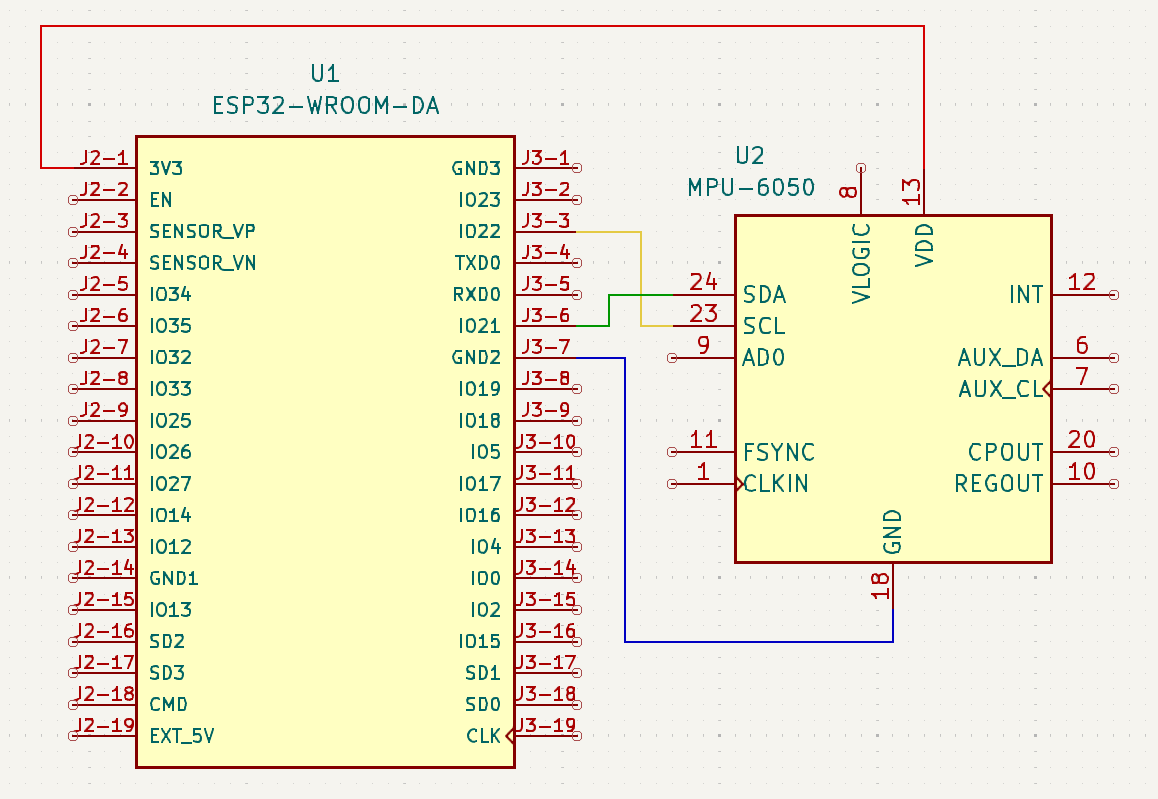 U1
ESP32-WROOM-DA
J2-1 3V3 GND3 J3-1
J2-2 EN IO23 J3-2
J2-3 SENSOR_VP IO22 J3-3
J2-4 SENSOR_VN TXD0 J3-4
J2-5 IO34 RXD0 J3-5
J2-6 IO35 IO21 J3-6
J2-7 IO32 GND2 J3-7
J2-8 IO33 IO19 J3-8
J2-9 IO25 IO18 J3-9
J2-10 IO26 IO5 J3-10
J2-11 IO27 IO17 J3-11
J2-12 IO14 IO16 J3-12
J2-13 IO12 IO4 J3-13
J2-14 GND1 IO0 J3-14
J2-15 IO13 IO2 J3-15
J2-16 SD2 IO15 J3-16
J2-17 SD3 SD1 J3-17
J2-18 CMD SD0 J3-18
J2-19 EXT_5V CLK J3-19
U2
MPU-6050
8 13
VLOGIC VDD
24 SDA INT 12
23 SCL
9 AD0 AUX_DA 6
AUX_CL 7
11 FSYNC CPOUT 20
1 CLKIN REGOUT 10
GND
18